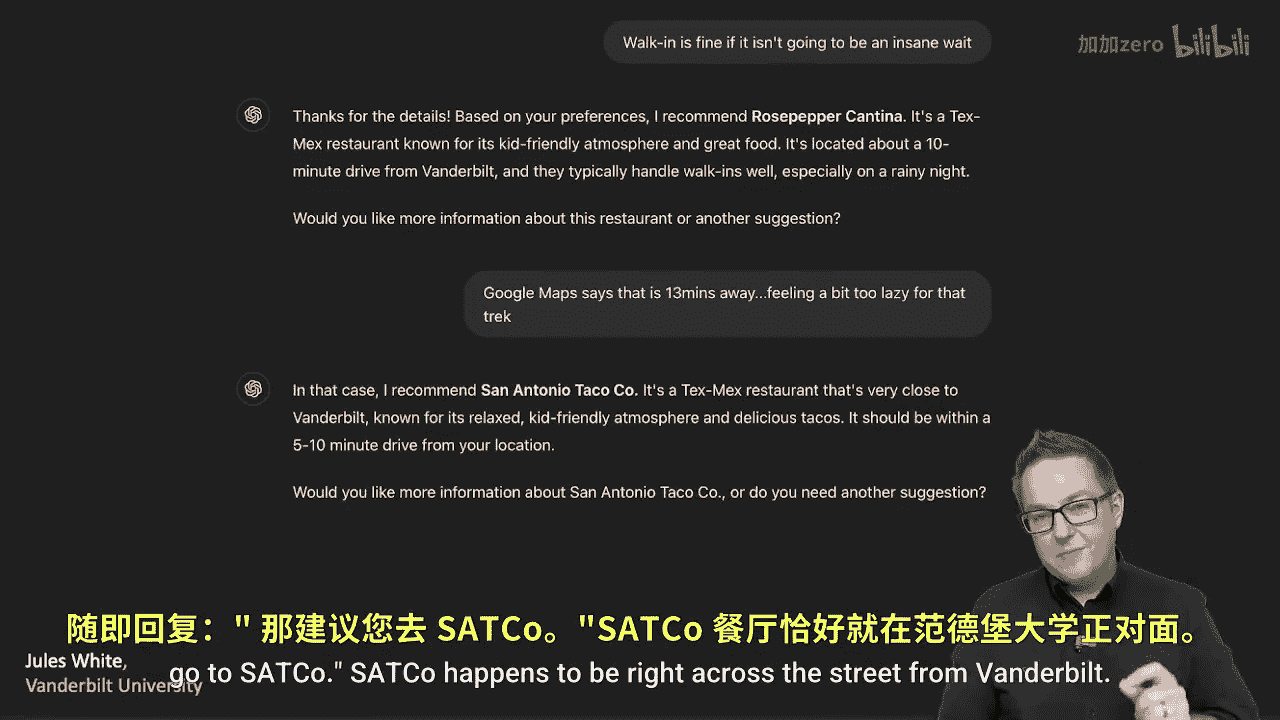 Walk-in is fine if it isn't going to be an insane wait
加加zero bilibili
Thanks for the details! Based on your preferences, I recommend Rosepepper Cantina. It's a Tex-
Mex restaurant known for its kid-friendly atmosphere and great food. It's located about a 10-
minute drive from Vanderbilt, and they typically handle walk-ins well, especially on a rainy night.
Would you like more information about this restaurant or another suggestion?
Google Maps says that is 13mins away...feeling a bit too lazy for that
trek
In that case, I recommend San Antonio Taco Co. It's a Tex-Mex restaurant that's very close to
Vanderbilt, known for its relaxed, kid-friendly atmosphere and delicious tacos. It should be within a
5-10 minute drive from your location.
Would you like more information about San Antonio Taco Co., or do you need another suggestion?
随即回复：" 那建议您去 SATCo。"SATCo 餐厅恰好就在范德堡大学正对面。
Jules White,
Vanderbilt University
go to SATCo." SATCo happens to be right across the street from Vanderbilt.